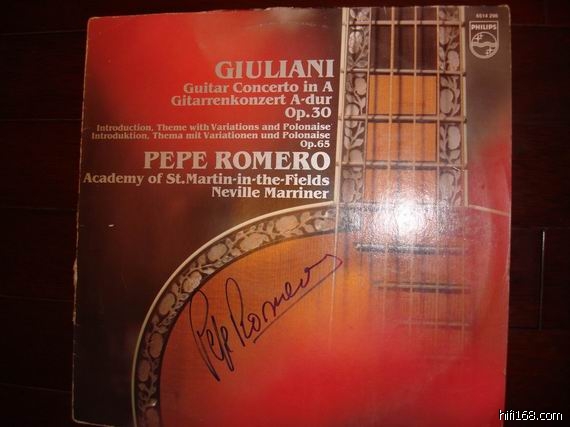 6514 296
PHILIPS
GIULIANI
Guitar Concerto in A
Gitarrenkonzert A-dur
Op.30
Introduction, Theme with Variations and Polonaise
Introduktion, Thema mit Variationen und Polonaise
Op.65
PEPE ROMERO
Academy of St.Martin-in-the-Fields
Neville Marriner
Pepe Romero
hifi168.com